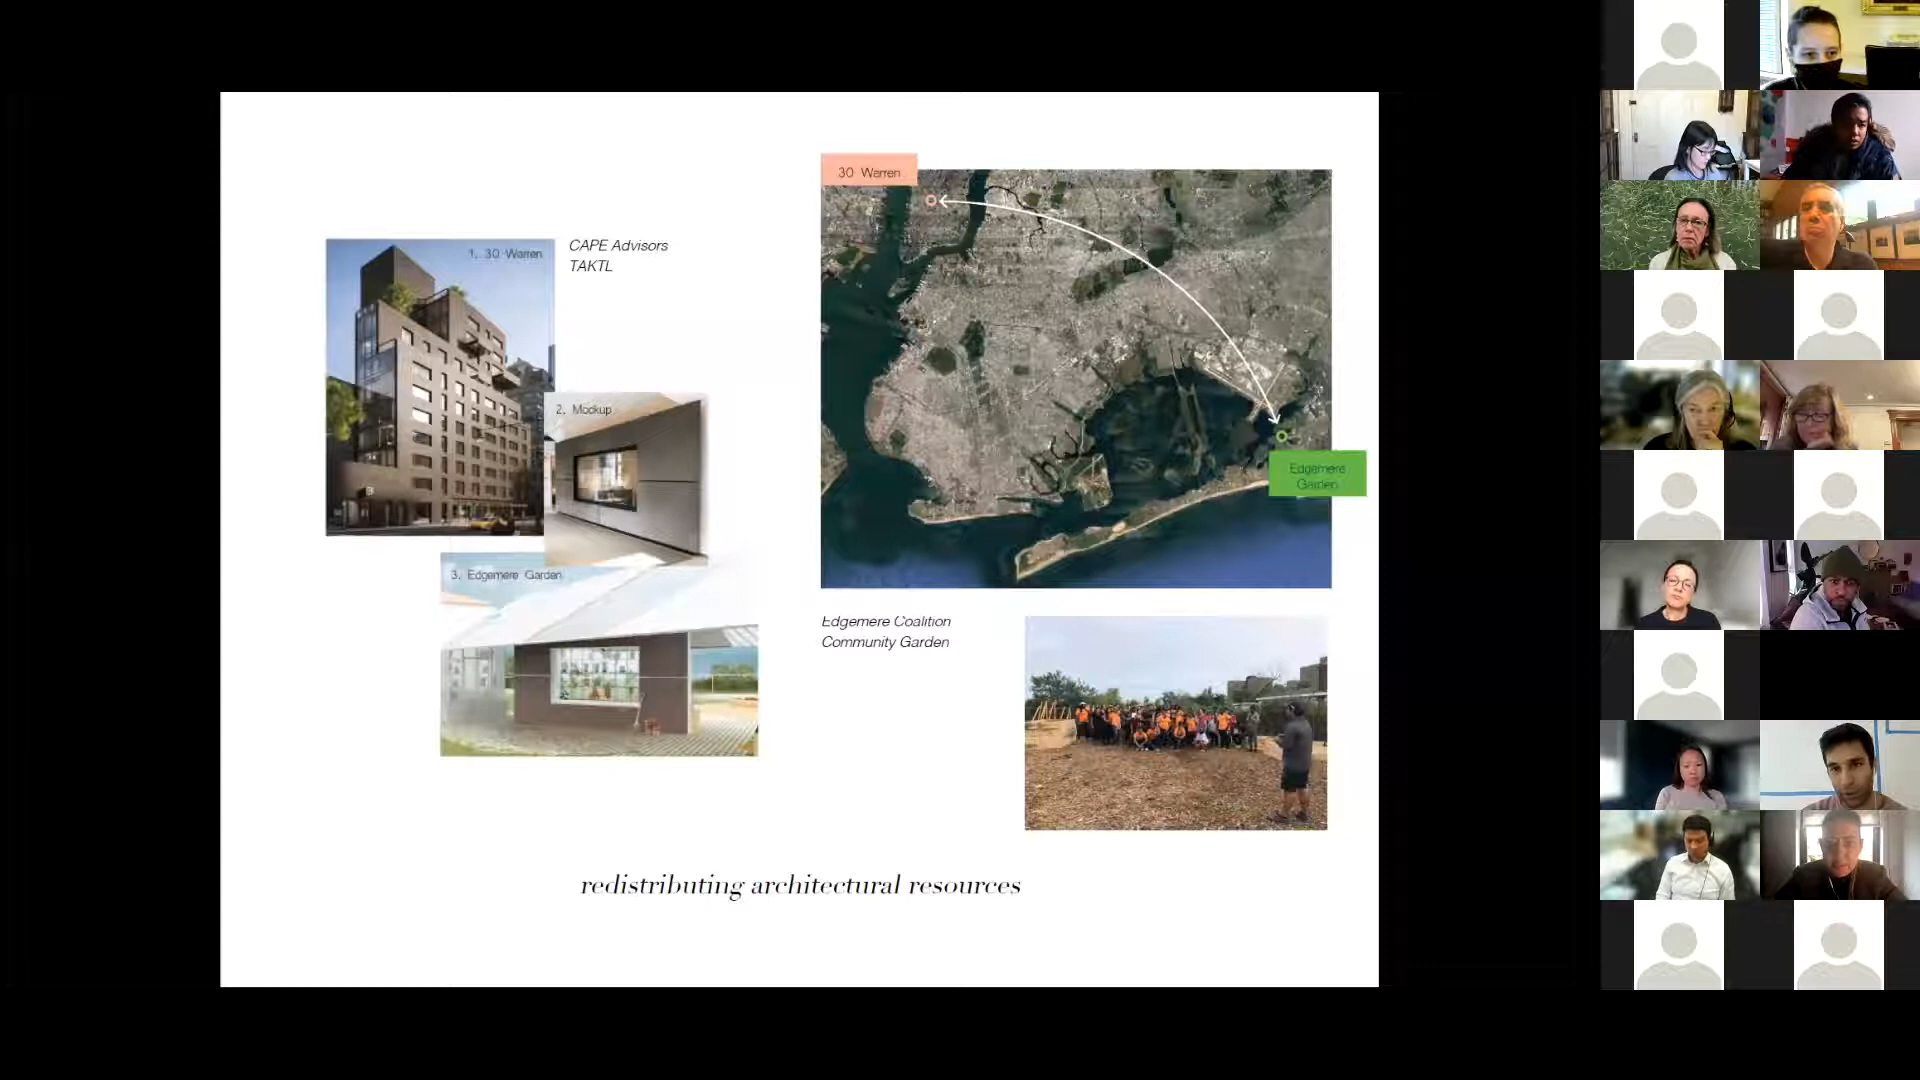 1. 30 Warren
CAPE Advisors
TAKTL
2. Mockup
3. Edgemere Garden
30 Warren
Edgemere
Garden
Edgemere Coalition
Community Garden
redistributing architectural resources